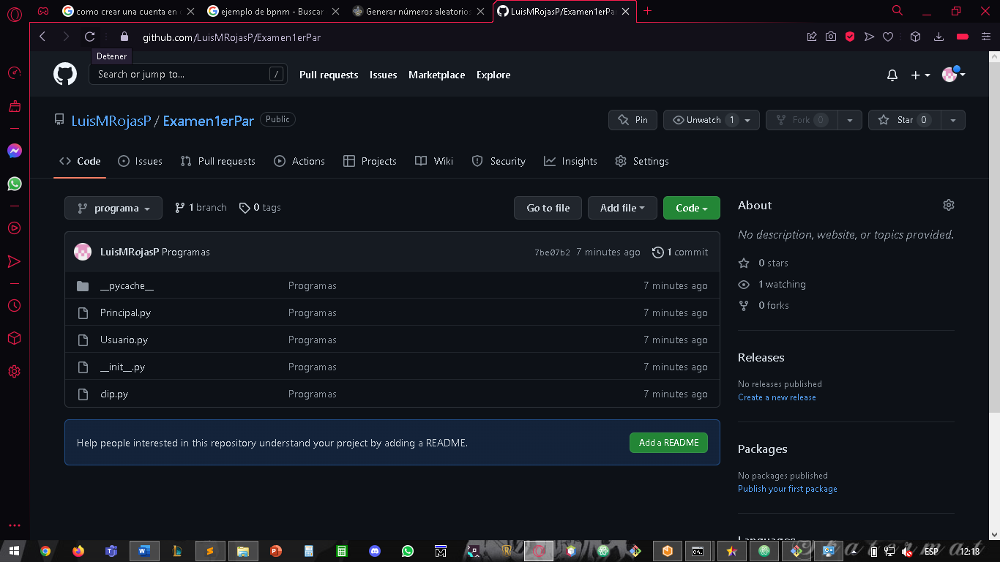 como crear una cuenta en
ejemplo de bpnm - Buscar
Generar números aleatorios
LuisMRojasP/Examen1erPar
github.com/LuisMRojasP/Examen1erPar
Detener
Search or jump to...
/
Pull requests
Issues
Marketplace
Explore
LuisMRojasP / Examen1erPar
Public
Pin
Unwatch 1
Fork 0
Star 0
Code
Issues
Pull requests
Actions
Projects
Wiki
Security
Insights
Settings
programa
1 branch
0 tags
Go to file
Add file
Code
LuisMRojasP Programas
7be07b2 7 minutes ago
1 commit
__pycache__ Programas 7 minutes ago
Principal.py Programas 7 minutes ago
Usuario.py Programas 7 minutes ago
__init__.py Programas 7 minutes ago
clip.py Programas 7 minutes ago
Help people interested in this repository understand your project by adding a README.
Add a README
About
No description, website, or topics provided.
0 stars
1 watching
0 forks
Releases
No releases published
Create a new release
Packages
No packages published
Publish your first package
Languages
ESP
12:18